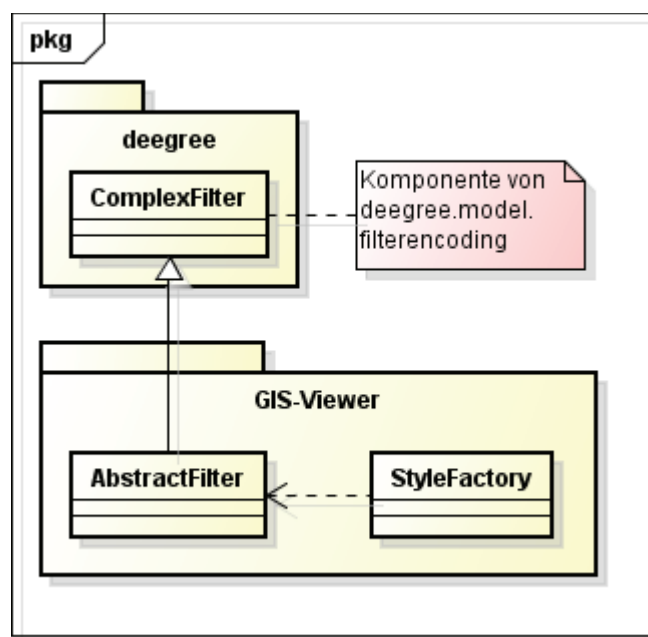 pkg
deegree
ComplexFilter
Komponente von
deegree.model.
filterencoding
GIS-Viewer
AbstractFilter
StyleFactory